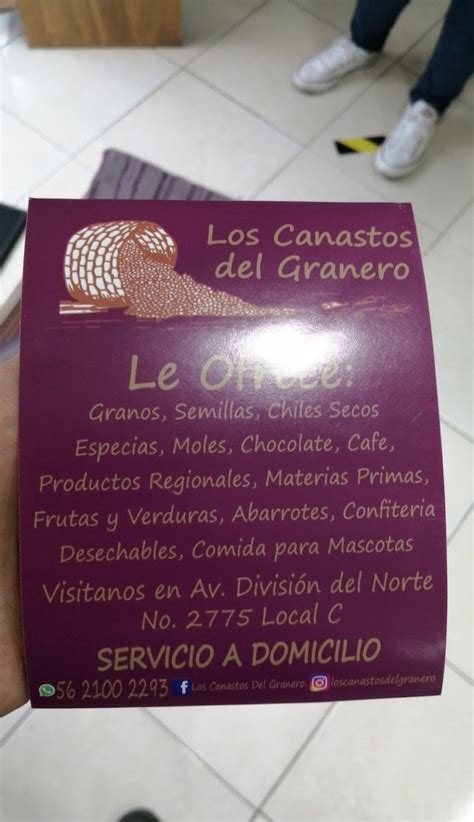 Los Canastos
del Granero
Le Ofrece:
Granos, Semillas, Chiles Secos
Especias, Moles, Chocolate, Cafe,
Productos Regionales, Materias Primas,
Frutas y Verduras, Abarrotes, Confiteria
Desechables, Comida para Mascotas
Visitanos en Av. División del Norte
No. 2775 Local C
SERVICIO A DOMICILIO
56 2100 2293 Los Canastos Del Granero. loscanastosdelgranero